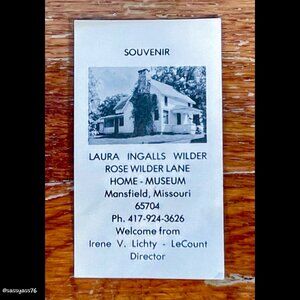 SOUVENIR
LAURA INGALLS WILDER
ROSE WILDER LANE
HOME - MUSEUM
Mansfield, Missouri
65704
Ph. 417-924-3626
Welcome from
Irene V. Lichty - LeCount
Director
@sassyass76